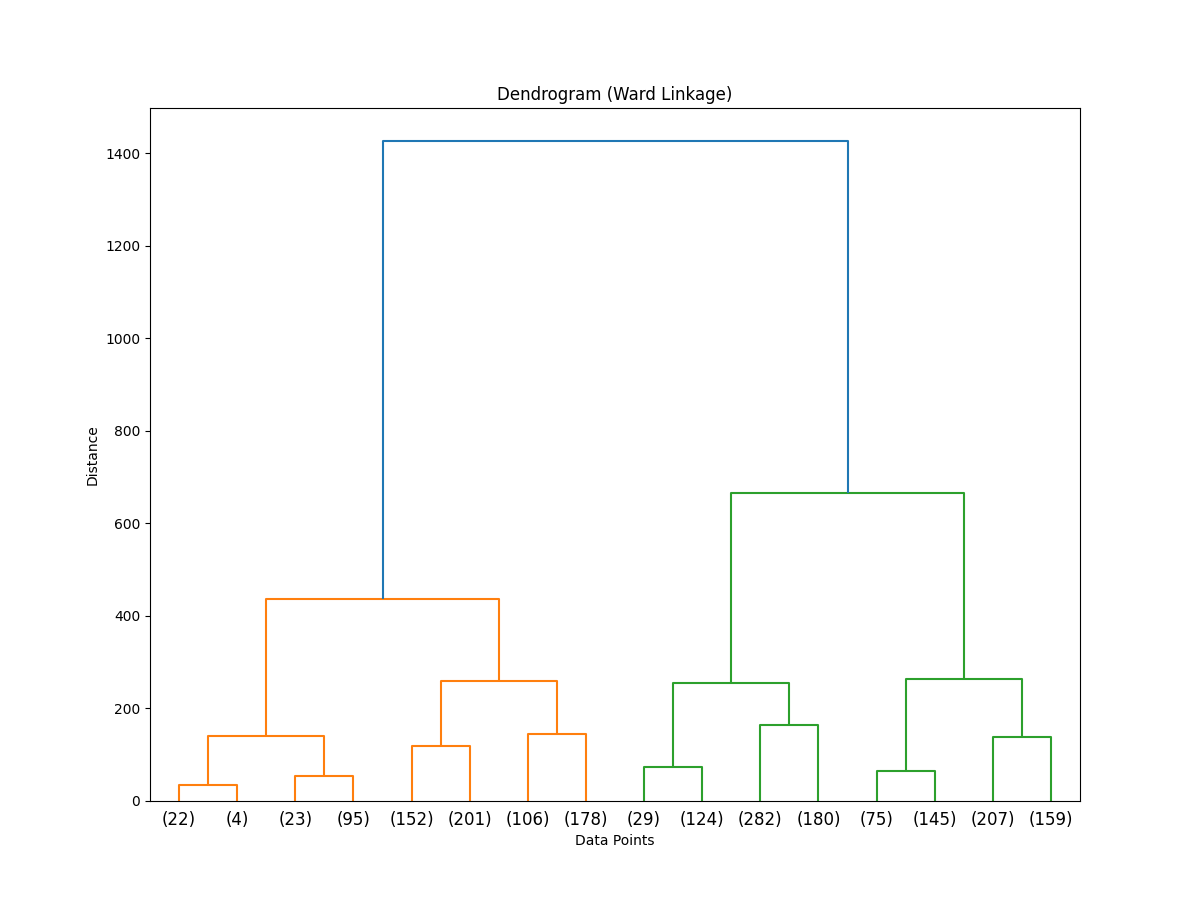 Dendrogram (Ward Linkage)
1400
1200
1000
800
600
400
200
0
Distance
(22) (4) (23) (95) (152) (201) (106) (178) (29) (124) (282) (180) (75) (145) (207) (159)
Data Points